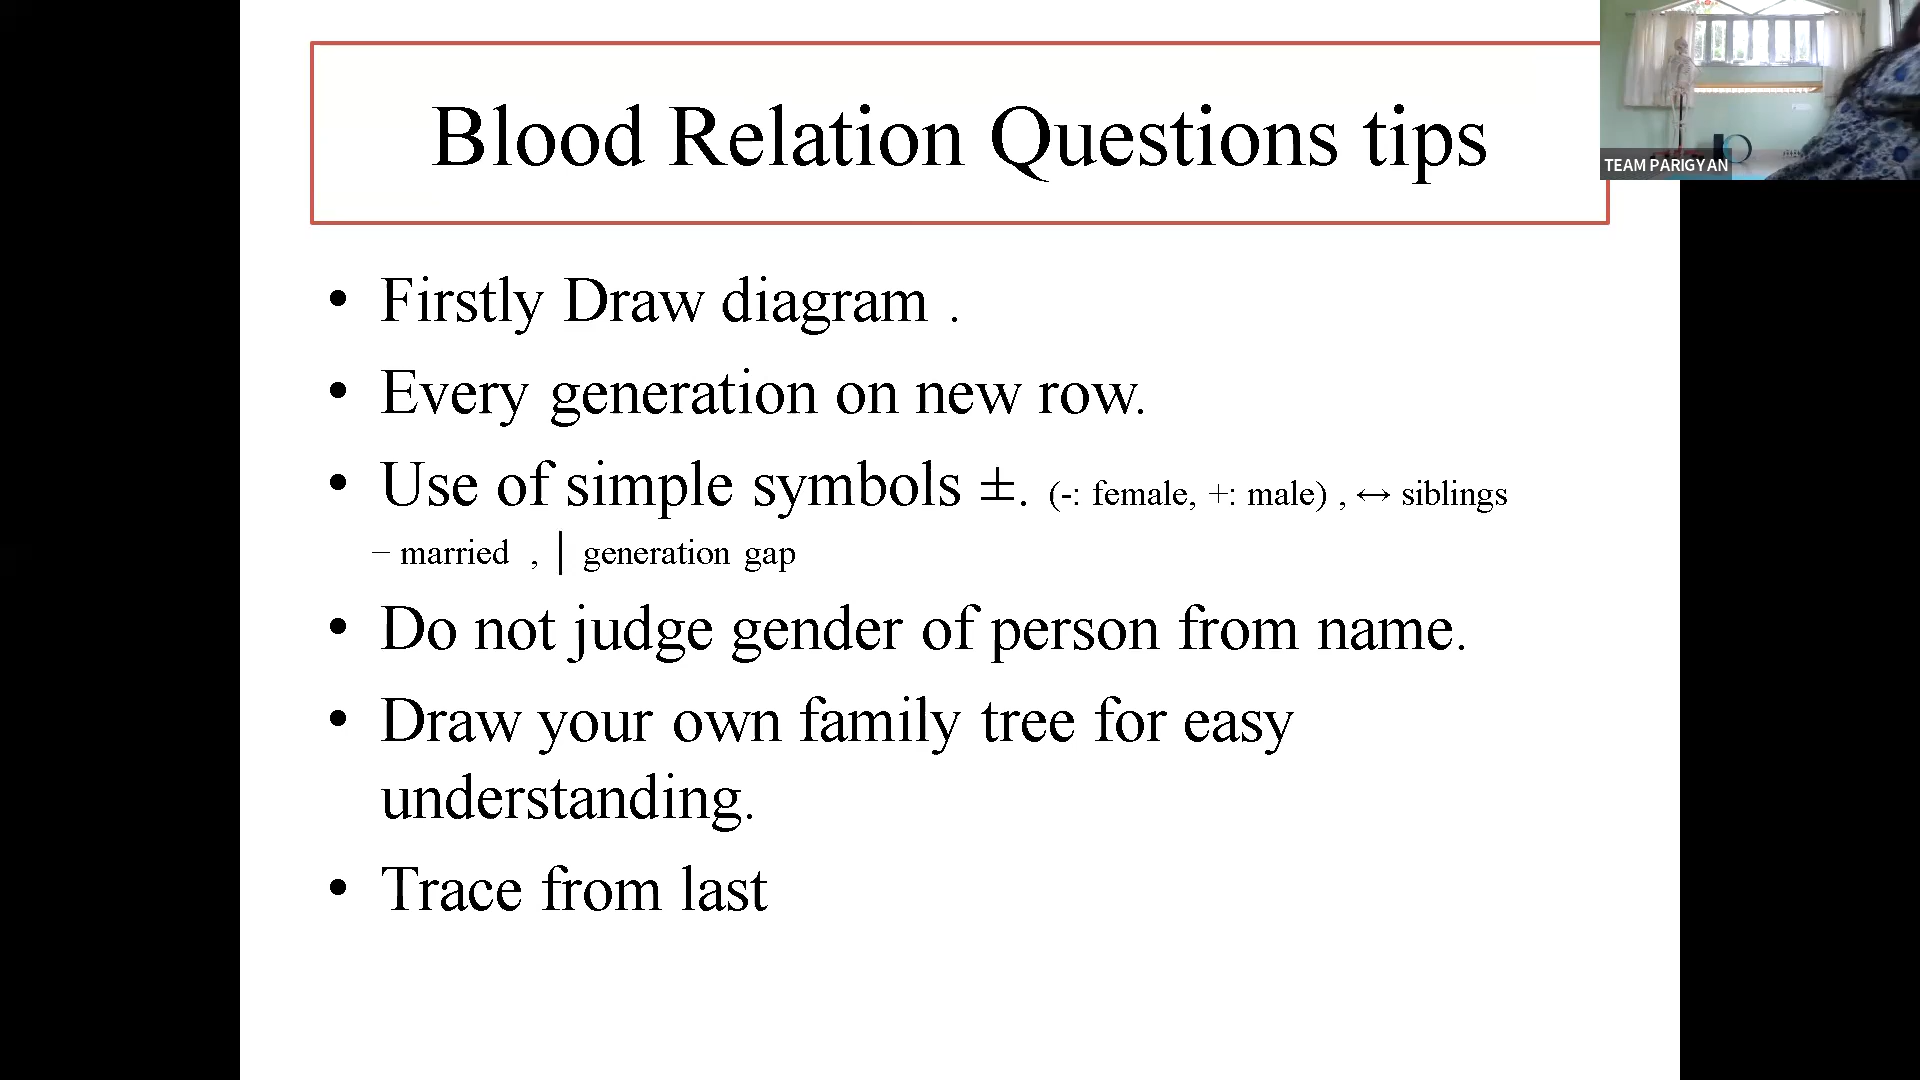 Blood Relation Questions tips
TEAM PARIGYAN
• Firstly Draw diagram .
• Every generation on new row.
• Use of simple symbols ±. (-: female, +: male) , ↔ siblings
− married , │ generation gap
• Do not judge gender of person from name.
• Draw your own family tree for easy
understanding.
• Trace from last